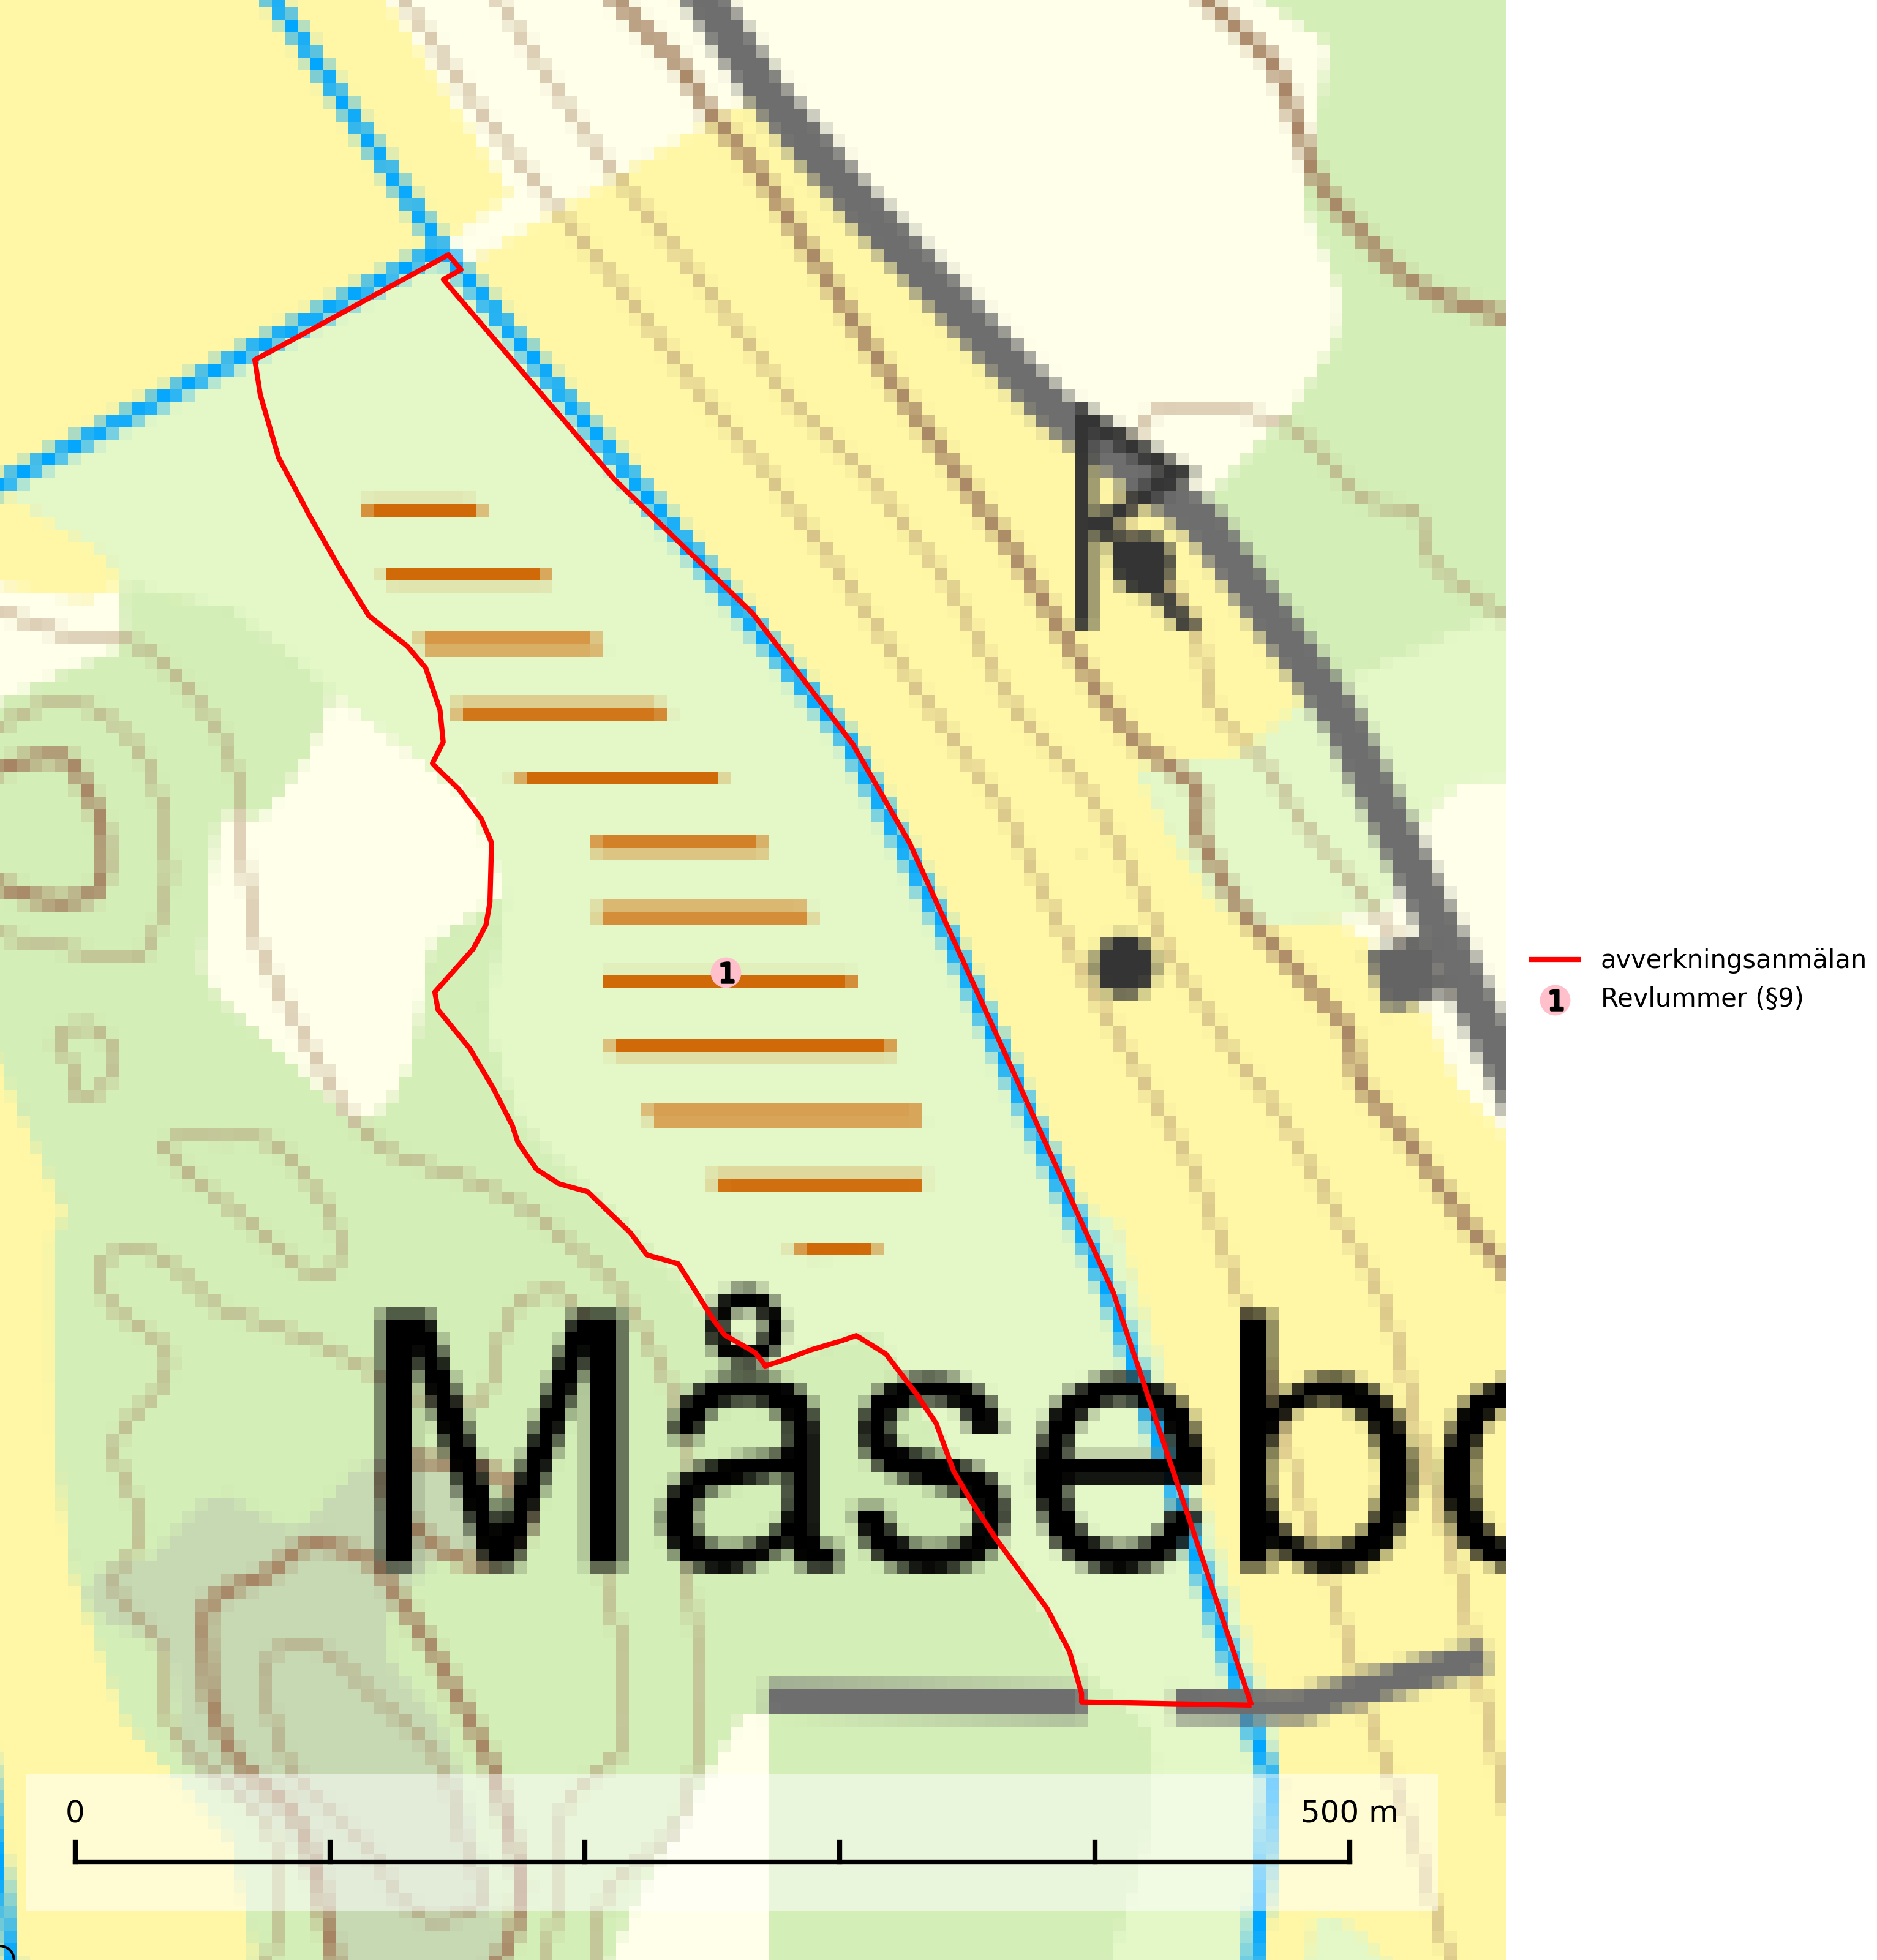 R
1
avverkningsanmälan
1 Revlummer (§9)
Måsebo
0 500 m